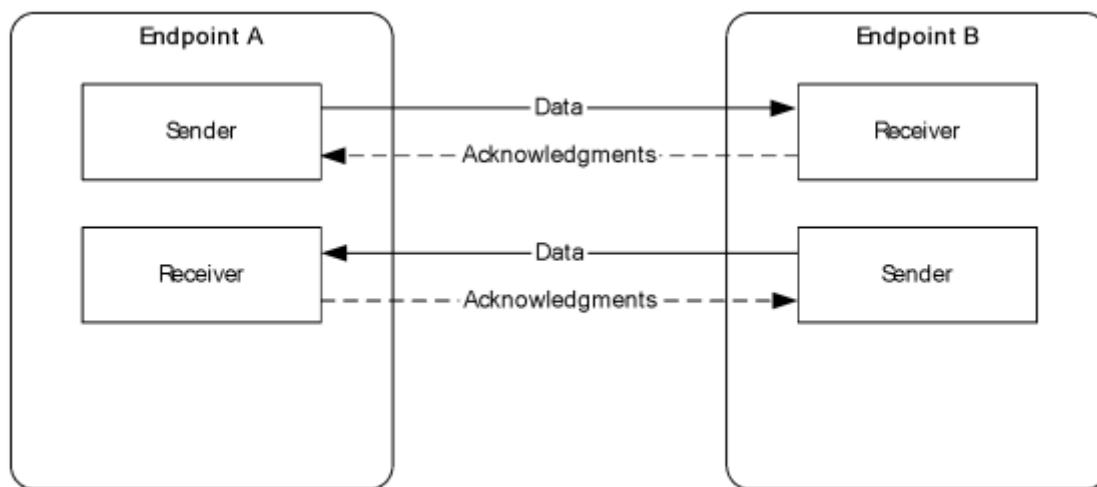 Endpoint A
Endpoint B
Sender
Data
Receiver
Acknowledgments
Receiver
Data
Sender
Acknowledgments